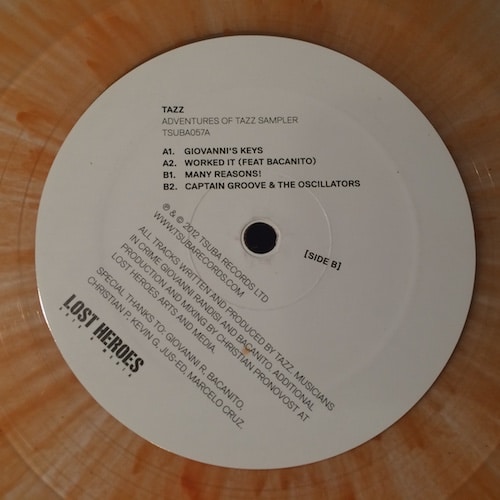 TAZZ
ADVENTURES OF TAZZ SAMPLER
TSUBA057A
A1. GIOVANNI'S KEYS
A2. WORKED IT (FEAT BACANITO)
B1. MANY REASONS!
B2. CAPTAIN GROOVE & THE OSCILLATORS
[SIDE B]
℗ & © 2012 TSUBA RECORDS LTD
WWW.TSUBARECORDS.COM
ALL TRACKS WRITTEN AND PRODUCED BY TAZZ. MUSICIANS
IN CRIME GIOVANNI RANDISI AND BACANITO. ADDITIONAL
PRODUCTION AND MIXING BY CHRISTIAN PRONOVOST AT
LOST HEROES ARTS AND MEDIA.
SPECIAL THANKS TO: GIOVANNI R, BACANITO,
CHRISTIAN P, KEVIN G, JUS-ED, MARCELO CRUZ.
LOST HEROES